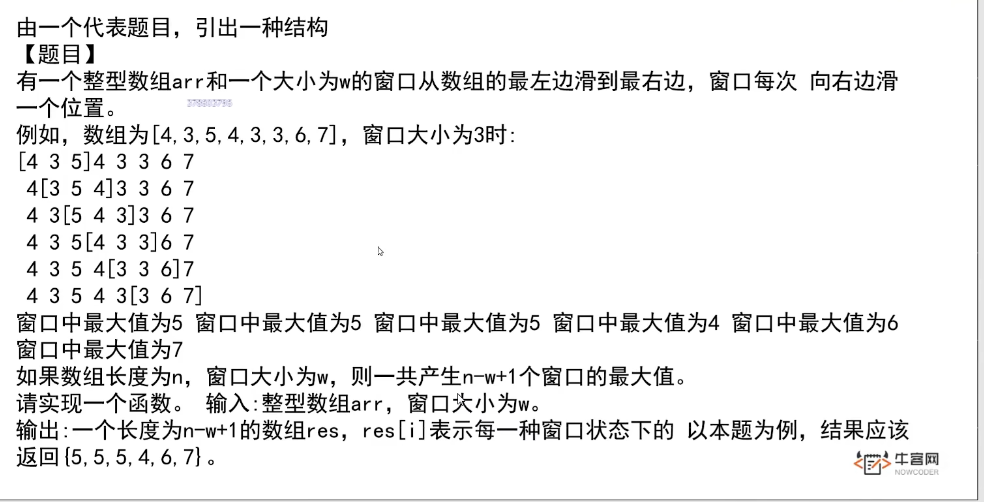 由一个代表题目，引出一种结构
【题目】
有一个整型数组arr和一个大小为w的窗口从数组的最左边滑到最右边，窗口每次 向右边滑
一个位置。
例如，数组为[4,3,5,4,3,3,6,7]，窗口大小为3时:
[4 3 5]4 3 3 6 7
4[3 5 4]3 3 6 7
4 3[5 4 3]3 6 7
4 3 5[4 3 3]6 7
4 3 5 4[3 3 6]7
4 3 5 4 3[3 6 7]
窗口中最大值为5 窗口中最大值为5 窗口中最大值为5 窗口中最大值为4 窗口中最大值为6
窗口中最大值为7
如果数组长度为n，窗口大小为w，则一共产生n-w+1个窗口的最大值。
请实现一个函数。 输入:整型数组arr，窗口大小为w。
输出:一个长度为n-w+1的数组res，res[i]表示每一种窗口状态下的 以本题为例，结果应该
返回{5,5,5,4,6,7}。
牛客网
NOWCODER